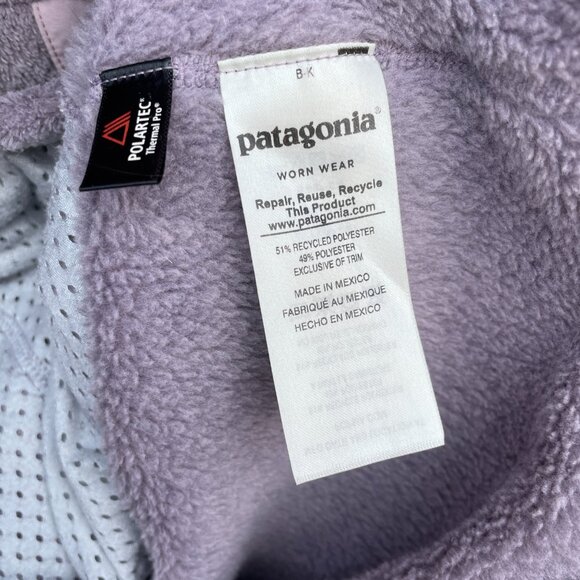 POLARTEC®
Thermal Pro®
B-K
patagonia®
WORN WEAR
Repair, Reuse, Recycle
This Product
www.patagonia.com
51% RECYCLED POLYESTER
49% POLYESTER
EXCLUSIVE OF TRIM
MADE IN MEXICO
FABRIQUÉ AU MEXIQUE
HECHO EN MÉXICO